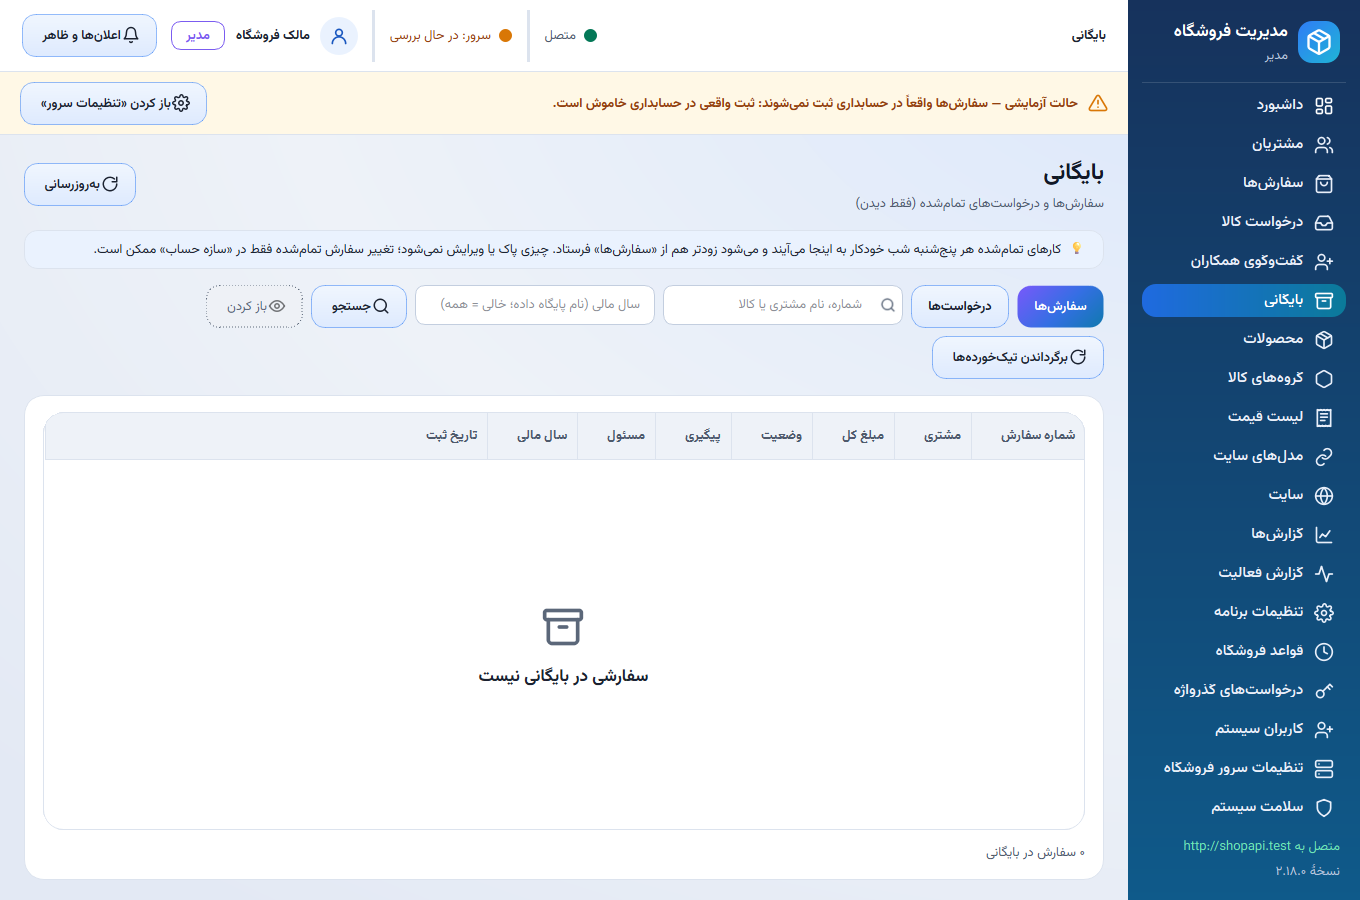 مدیریت فروشگاه
مدیر
داشبورد
مشتریان
سفارش‌ها
درخواست کالا
گفت‌وگوی همکاران
بایگانی
محصولات
گروه‌های کالا
لیست قیمت
مدل‌های سایت
سایت
گزارش‌ها
گزارش فعالیت
تنظیمات برنامه
قواعد فروشگاه
درخواست‌های گذرواژه
کاربران سیستم
تنظیمات سرور فروشگاه
سلامت سیستم
متصل به http://shopapi.test
نسخهٔ ۲.۱۸.۰
بایگانی
متصل
سرور: در حال بررسی
مالک فروشگاه
مدیر
اعلان‌ها و ظاهر
حالت آزمایشی — سفارش‌ها واقعاً در حسابداری ثبت نمی‌شوند: ثبت واقعی در حسابداری خاموش است.
باز کردن «تنظیمات سرور»
بایگانی
سفارش‌ها و درخواست‌های تمام‌شده (فقط دیدن)
به‌روزرسانی
کارهای تمام‌شده هر پنج‌شنبه شب خودکار به اینجا می‌آیند و می‌شود زودتر هم از «سفارش‌ها» فرستاد. چیزی پاک یا ویرایش نمی‌شود؛ تغییر سفارش تمام‌شده فقط در «سازه حساب» ممکن است.
سفارش‌ها
درخواست‌ها
شماره، نام مشتری یا کالا
سال مالی (نام پایگاه داده؛ خالی = همه)
جستجو
باز کردن
برگرداندن تیک‌خورده‌ها
شماره سفارش
مشتری
مبلغ کل
وضعیت
پیگیری
مسئول
سال مالی
تاریخ ثبت
سفارشی در بایگانی نیست
۰ سفارش در بایگانی